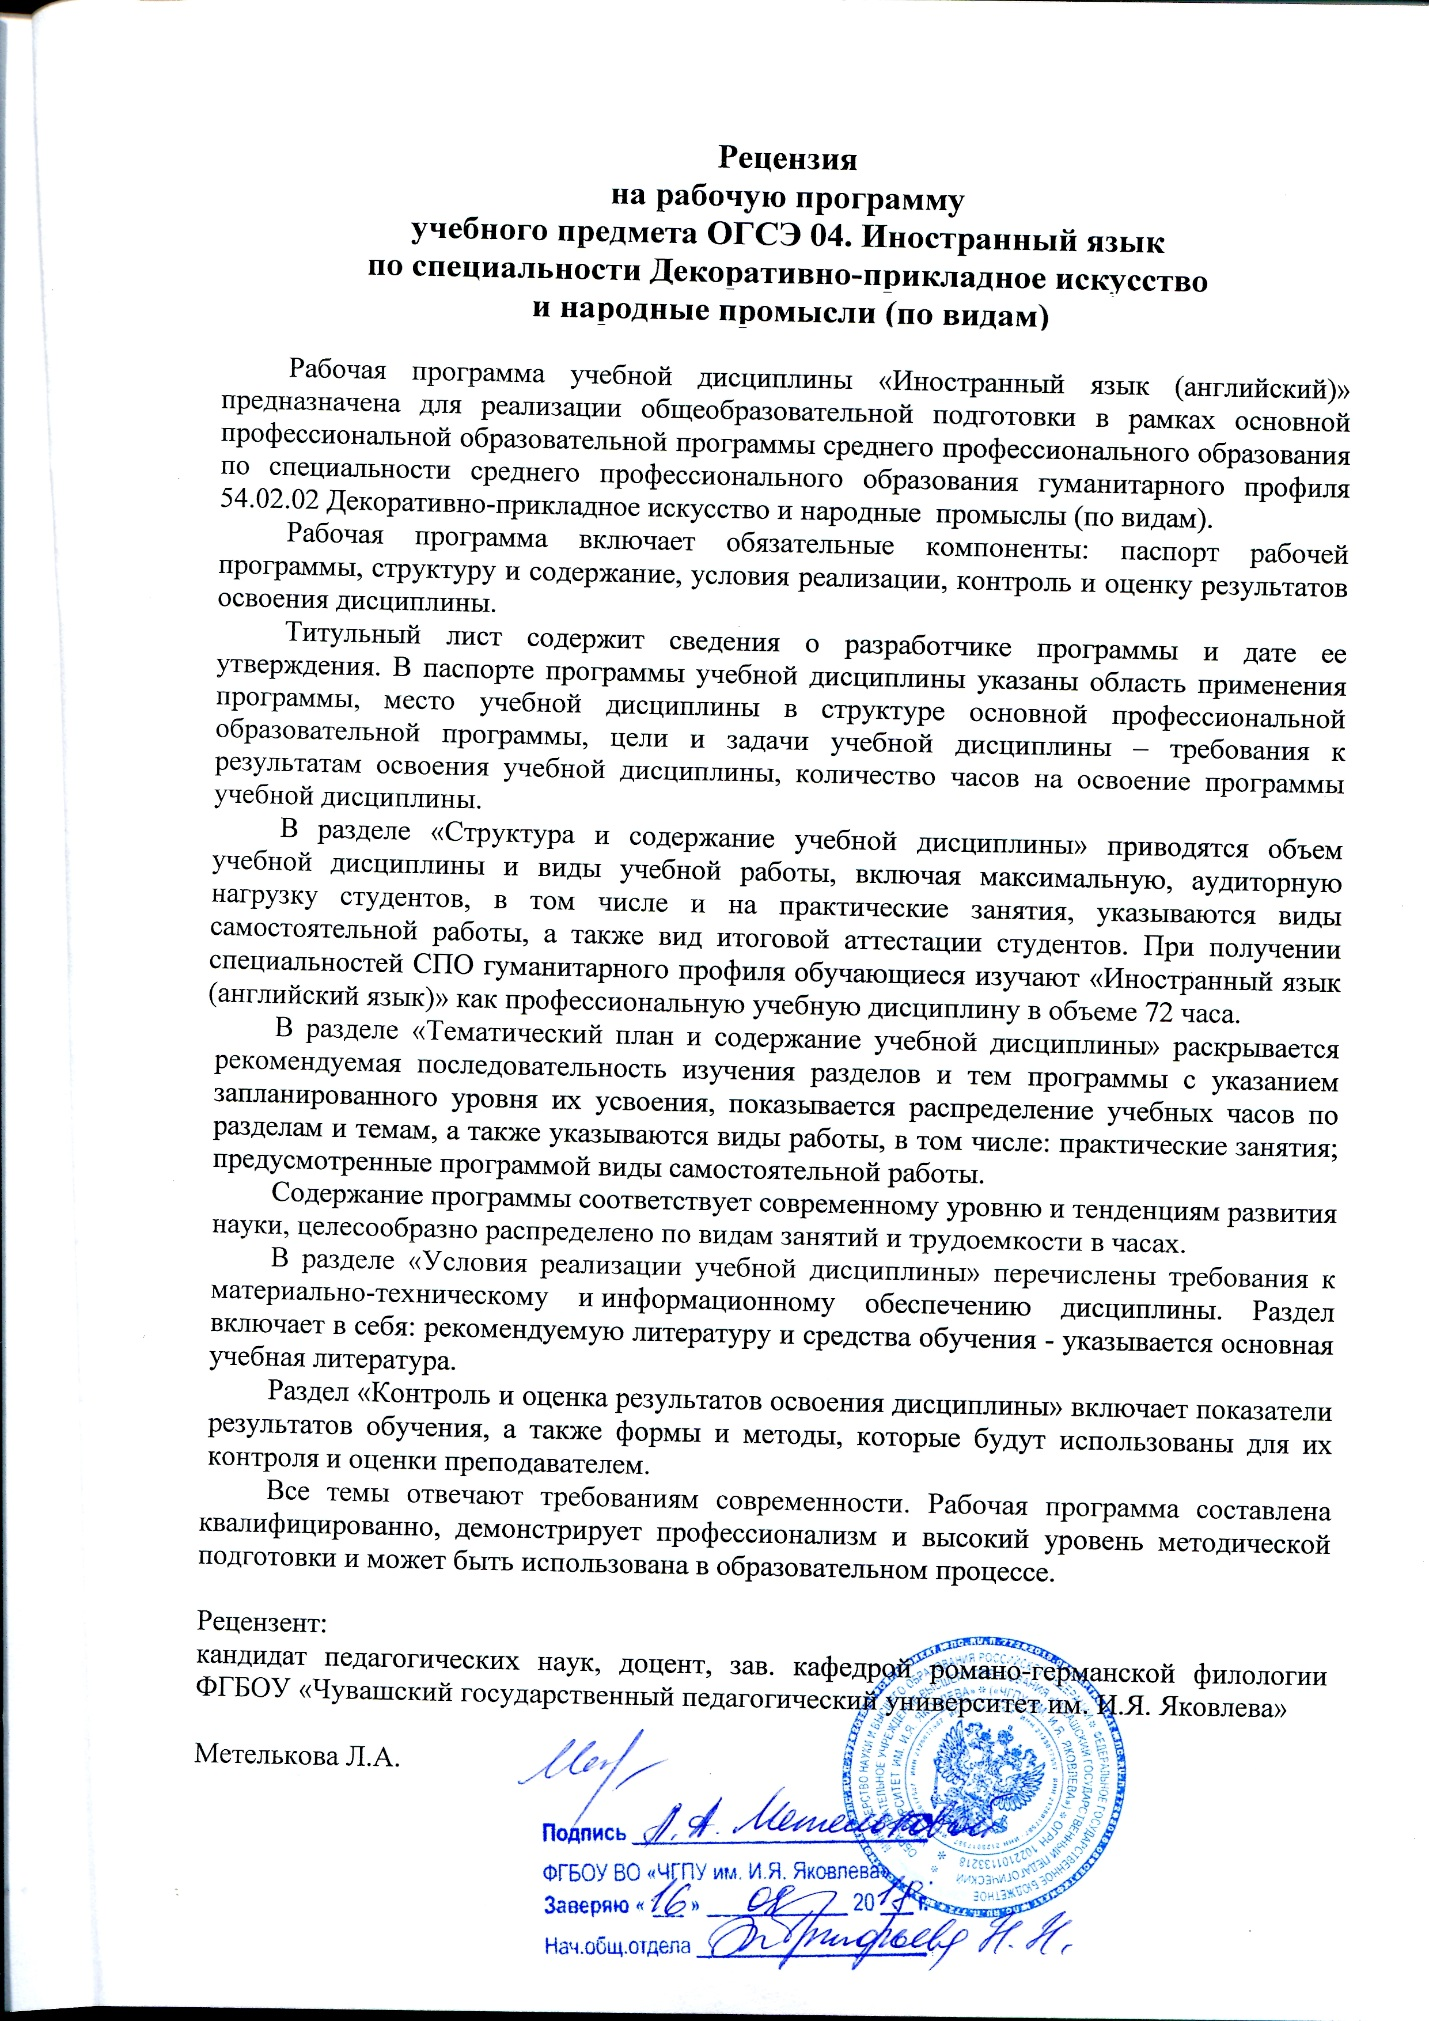 Рецензия
на рабочую программу
учебного предмета ОГСЭ 04. Иностранный язык
по специальности Декоративно-прикладное искусство
и народные промысли (по видам)
Рабочая программа учебной дисциплины «Иностранный язык (английский)»
предназначена для реализации общеобразовательной подготовки в рамках основной
профессиональной образовательной программы среднего профессионального образования
по специальности среднего профессионального образования гуманитарного профиля
54.02.02 Декоративно-прикладное искусство и народные промыслы (по видам).
Рабочая программа включает обязательные компоненты: паспорт рабочей
программы, структуру и содержание, условия реализации, контроль и оценку результатов
освоения дисциплины.
Титульный лист содержит сведения о разработчике программы и дате ее
утверждения. В паспорте программы учебной дисциплины указаны область применения
программы, место учебной дисциплины в структуре основной профессиональной
образовательной программы, цели и задачи учебной дисциплины – требования к
результатам освоения учебной дисциплины, количество часов на освоение программы
учебной дисциплины.
В разделе «Структура и содержание учебной дисциплины» приводятся объем
учебной дисциплины и виды учебной работы, включая максимальную, аудиторную
нагрузку студентов, в том числе и на практические занятия, указываются виды
самостоятельной работы, а также вид итоговой аттестации студентов. При получении
специальностей СПО гуманитарного профиля обучающиеся изучают «Иностранный язык
(английский язык)» как профессиональную учебную дисциплину в объеме 72 часа.
В разделе «Тематический план и содержание учебной дисциплины» раскрывается
рекомендуемая последовательность изучения разделов и тем программы с указанием
запланированного уровня их усвоения, показывается распределение учебных часов по
разделам и темам, а также указываются виды работы, в том числе: практические занятия;
предусмотренные программой виды самостоятельной работы.
Содержание программы соответствует современному уровню и тенденциям развития
науки, целесообразно распределено по видам занятий и трудоемкости в часах.
В разделе «Условия реализации учебной дисциплины» перечислены требования к
материально-техническому и информационному обеспечению дисциплины. Раздел
включает в себя: рекомендуемую литературу и средства обучения - указывается основная
учебная литература.
Раздел «Контроль и оценка результатов освоения дисциплины» включает показатели
результатов обучения, а также формы и методы, которые будут использованы для их
контроля и оценки преподавателем.
Все темы отвечают требованиям современности. Рабочая программа составлена
квалифицированно, демонстрирует профессионализм и высокий уровень методической
подготовки и может быть использована в образовательном процессе.
Рецензент:
кандидат педагогических наук, доцент, зав. кафедрой романо-германской филологии
ФГБОУ «Чувашский государственный педагогический университет им. И.Я. Яковлева»
Метелькова Л.А.
Подпись Л.А. Метельковой
ФГБОУ ВО «ЧГПУ им. И.Я. Яковлева»
Заверяю « 16 » 20 г.
Нач.общ.отдела Григорьева Н.Н.